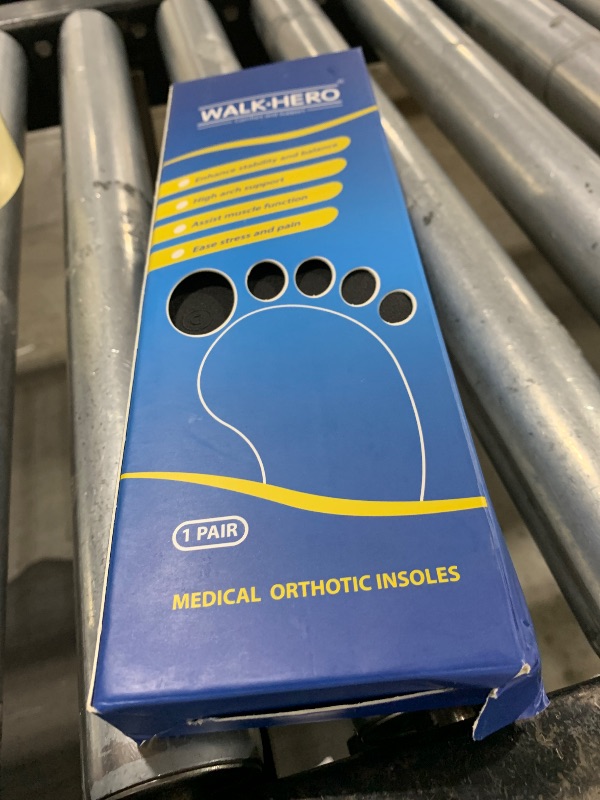 WALK·HERO
Enhance stability and balance
High arch support
Assist muscle function
Ease stress and pain
1 PAIR
MEDICAL ORTHOTIC INSOLES